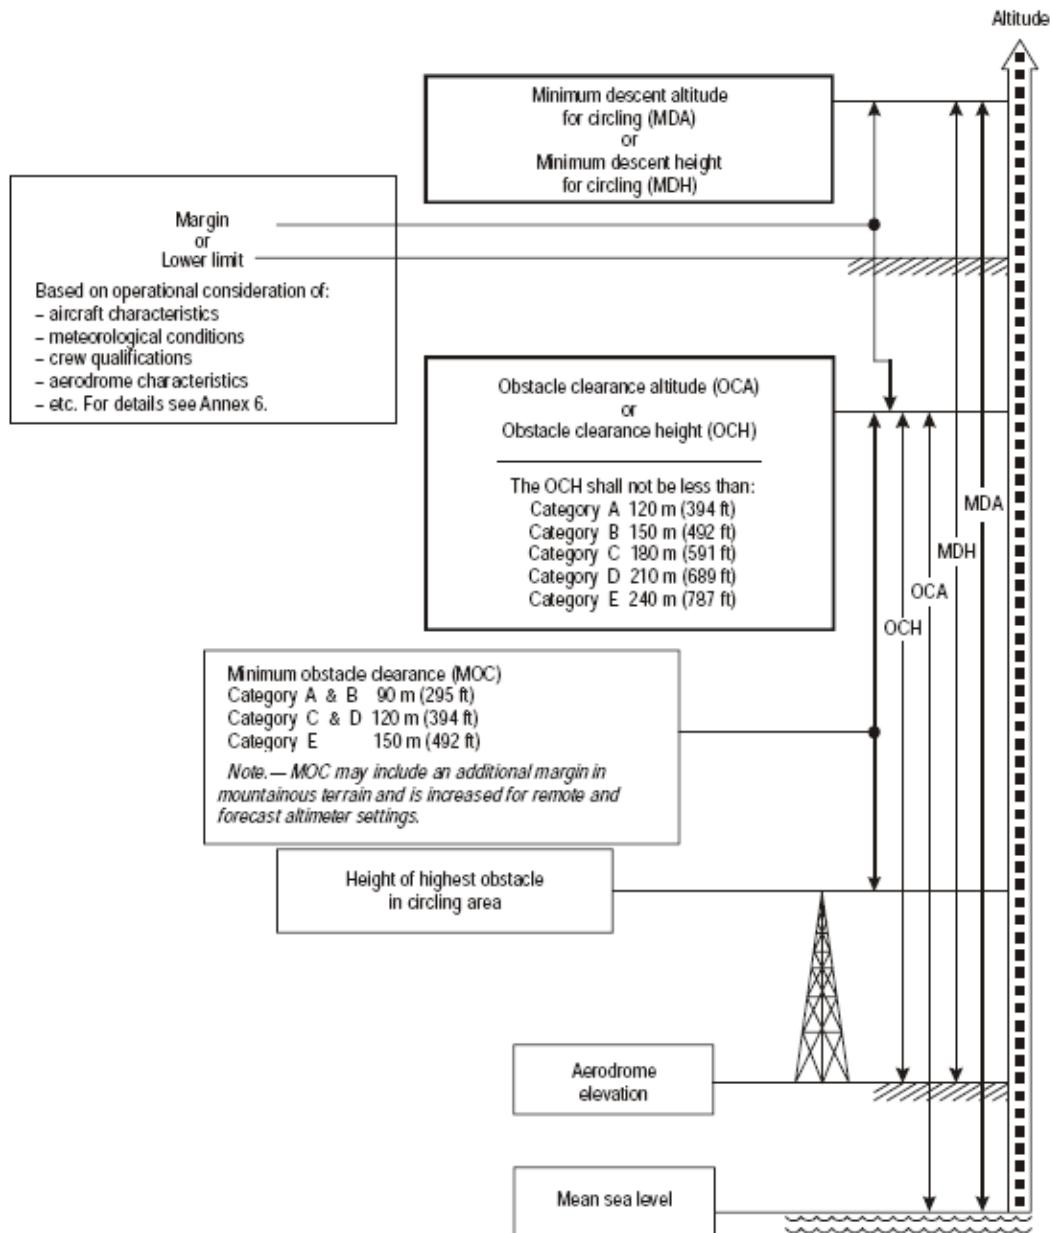 Altitude
Minimum descent altitude
for circling (MDA)
or
Minimum descent height
for circling (MDH)
Margin
or
Lower limit
Based on operational consideration of:
– aircraft characteristics
– meteorological conditions
– crew qualifications
– aerodrome characteristics
– etc. For details see Annex 6.
Obstacle clearance altitude (OCA)
or
Obstacle clearance height (OCH)
The OCH shall not be less than:
Category A 120 m (394 ft)
Category B 150 m (492 ft)
Category C 180 m (591 ft)
Category D 210 m (689 ft)
Category E 240 m (787 ft)
MDA
MDH
OCA
OCH
Minimum obstacle clearance (MOC)
Category A & B 90 m (295 ft)
Category C & D 120 m (394 ft)
Category E 150 m (492 ft)
Note.— MOC may include an additional margin in
mountainous terrain and is increased for remote and
forecast altimeter settings.
Height of highest obstacle
in circling area
Aerodrome
elevation
Mean sea level